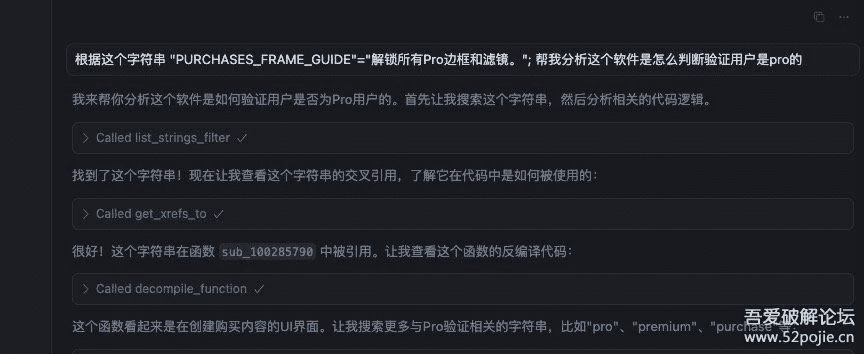 根据这个字符串 "PURCHASES_FRAME_GUIDE"="解锁所有Pro边框和滤镜。"; 帮我分析这个软件是怎么判断验证用户是pro的
我来帮你分析这个软件是如何验证用户是否为Pro用户的。首先让我搜索这个字符串，然后分析相关的代码逻辑。
Called list_strings_filter
找到了这个字符串！现在让我查看这个字符串的交叉引用，了解它在代码中是如何被使用的：
Called get_xrefs_to
很好！这个字符串在函数 sub_100285790 中被引用。让我查看这个函数的反编译代码：
Called decompile_function
这个函数看起来是在创建购买内容的UI界面。让我搜索更多与Pro验证相关的字符串，比如"pro"、"premium"、"purchase"等：
吾爱破解论坛
www.52pojie.cn